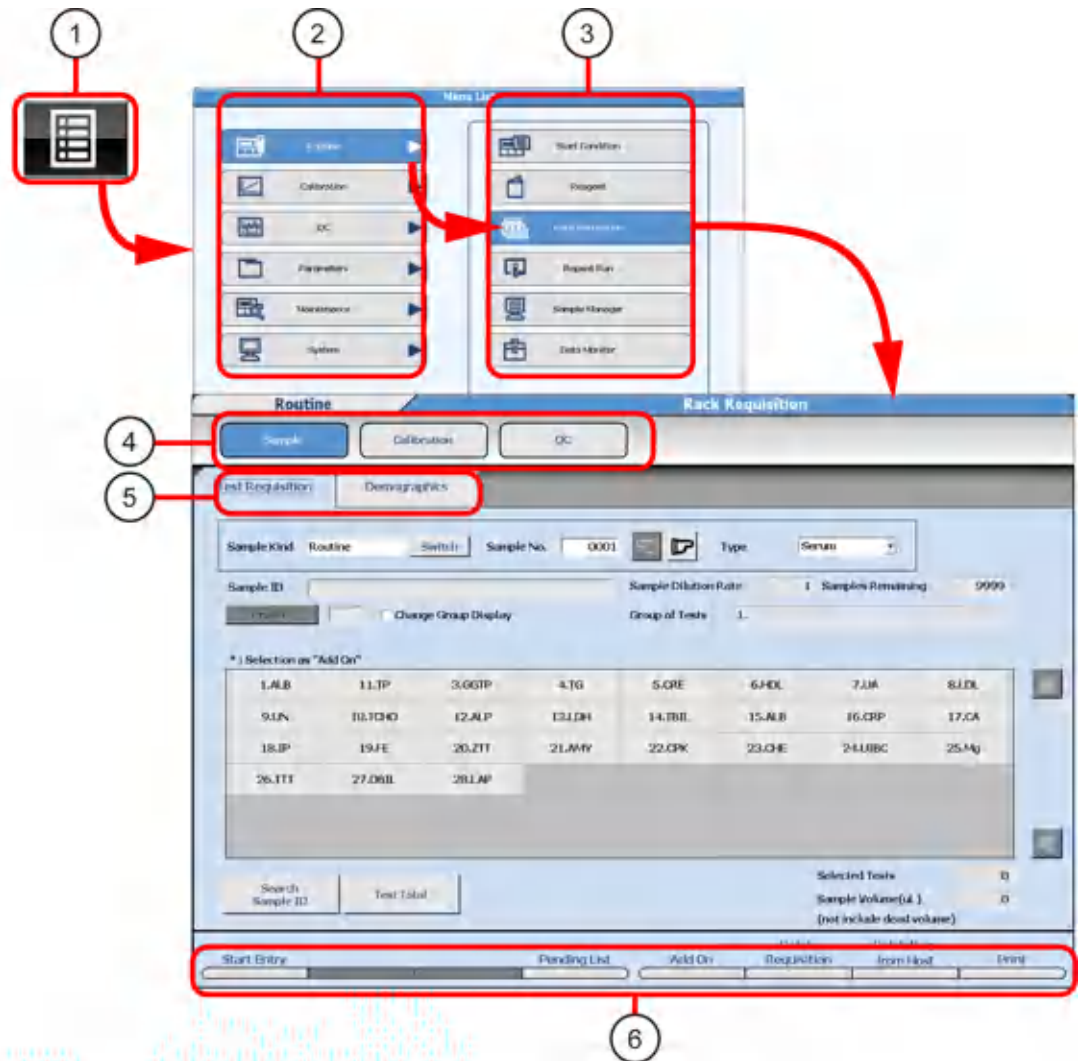 1
2
3
Menu List
Routine
Start Condition
Calibration
Reagent
QC
Rack Requisition
Parameters
Repeat Run
Maintenance
Sample Manager
System
Data Monitor
Routine
Rack Requisition
4
Sample
Calibration
QC
5
Test Requisition
Demographics
Sample Kind Routine Switch Sample No. 0001 Type Serum
Sample ID Sample Dilution Rate 1 Samples Remaining 9999
Change Group Display Group of Tests 1.
* : Selection as "Add On"
1.ALB 11.TP 3.GGTP 4.TG 5.CRE 6.HDL 7.UA 8.LDL
9.UN 10.TCHO 12.ALP 13.LDH 14.TBIL 15.ALB 16.CRP 17.CA
18.IP 19.FE 20.ZTT 21.AMY 22.CPK 23.CHE 24.UIBC 25.Mg
26.TTT 27.DBIL 28.LAP
Search
Sample ID
Test Total
Selected Tests 0
Sample Volume(uL) 0
(not include dead volume)
Start Entry Pending List Add On Requisition from Host Print
6